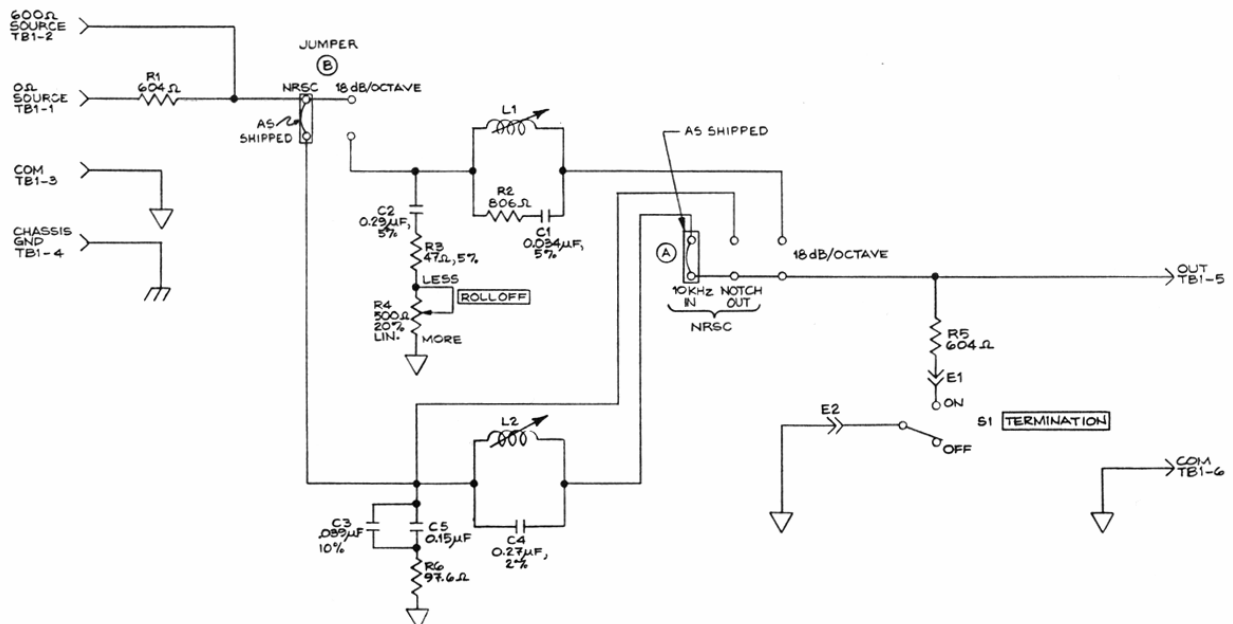 600Ω
SOURCE
TB1-2
0Ω
SOURCE
TB1-1
R1
604Ω
JUMPER
B
NRSC
18 dB/OCTAVE
AS
SHIPPED
COM
TB1-3
CHASSIS
GND
TB1-4
L1
R2
806Ω
C1
0.034µF,
5%
C2
0.29µF,
5%
R3
47Ω, 5%
LESS
ROLLOFF
R4
500Ω
20%
LIN.
MORE
AS SHIPPED
A
18 dB/OCTAVE
10KHz NOTCH
IN OUT
NRSC
OUT
TB1-5
R5
604Ω
E1
ON
E2
S1 TERMINATION
OFF
COM
TB1-6
L2
C4
0.27µF,
2%
C3
.039µF
10%
C5
0.15µF
R6
97.6Ω